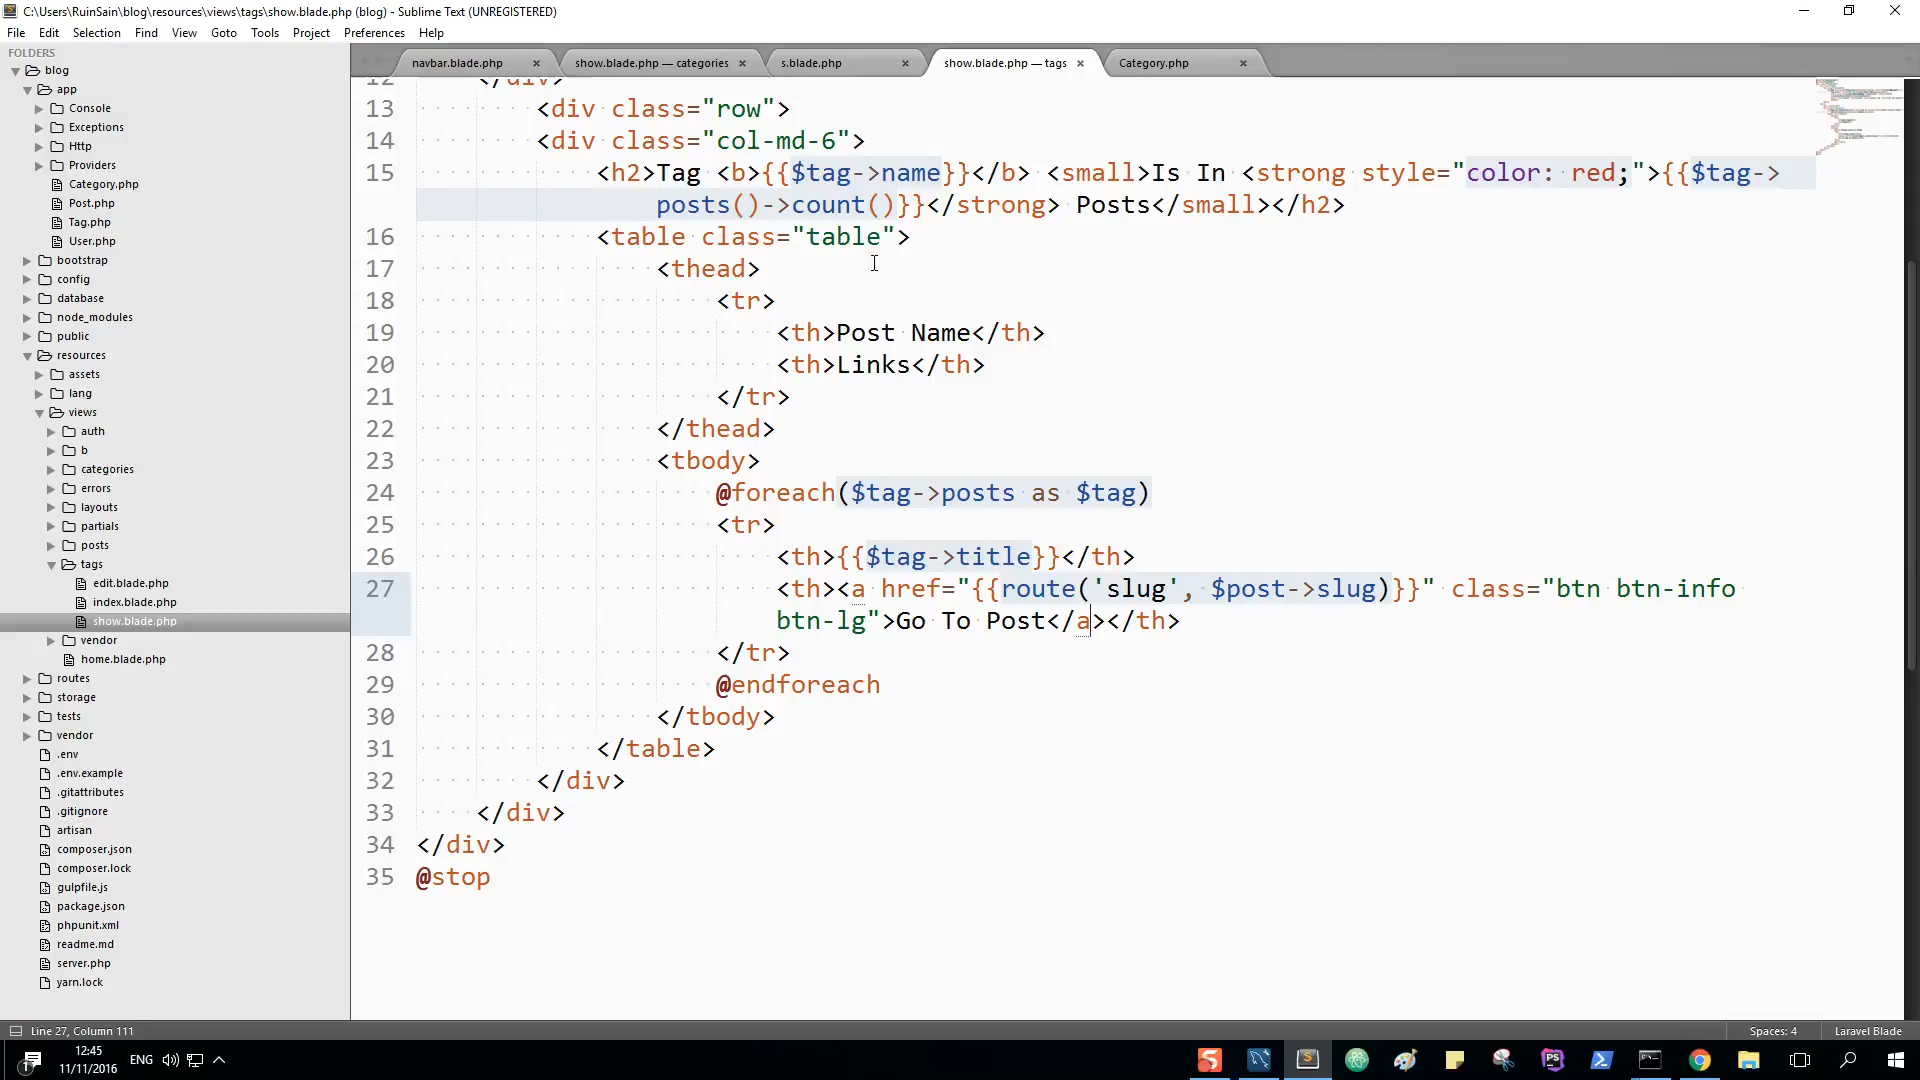 C:\Users\RuinSain\blog\resources\views\tags\show.blade.php (blog) - Sublime Text (UNREGISTERED)
File Edit Selection Find View Goto Tools Project Preferences Help
FOLDERS
blog
app
Console
Exceptions
Http
Providers
Category.php
Post.php
Tag.php
User.php
bootstrap
config
database
node_modules
public
resources
assets
lang
views
auth
b
categories
errors
layouts
partials
posts
tags
edit.blade.php
index.blade.php
show.blade.php
vendor
home.blade.php
routes
storage
tests
vendor
.env
.env.example
.gitattributes
.gitignore
artisan
composer.json
composer.lock
gulpfile.js
package.json
phpunit.xml
readme.md
server.php
yarn.lock
navbar.blade.php × show.blade.php — categories × s.blade.php × show.blade.php — tags × Category.php ×
12 </div>
13 <div class="row">
14 <div class="col-md-6">
15 <h2>Tag <b>{{$tag->name}}</b> <small>Is In <strong style="color: red;">{{$tag->
posts()->count()}}</strong> Posts</small></h2>
16 <table class="table">
17 <thead>
18 <tr>
19 <th>Post Name</th>
20 <th>Links</th>
21 </tr>
22 </thead>
23 <tbody>
24 @foreach($tag->posts as $tag)
25 <tr>
26 <th>{{$tag->title}}</th>
27 <th><a href="{{route('slug', $post->slug)}}" class="btn btn-info
btn-lg">Go To Post</a></th>
28 </tr>
29 @endforeach
30 </tbody>
31 </table>
32 </div>
33 </div>
34 </div>
35 @stop
Line 27, Column 111 Spaces: 4 Laravel Blade
12:45
11/11/2016
ENG